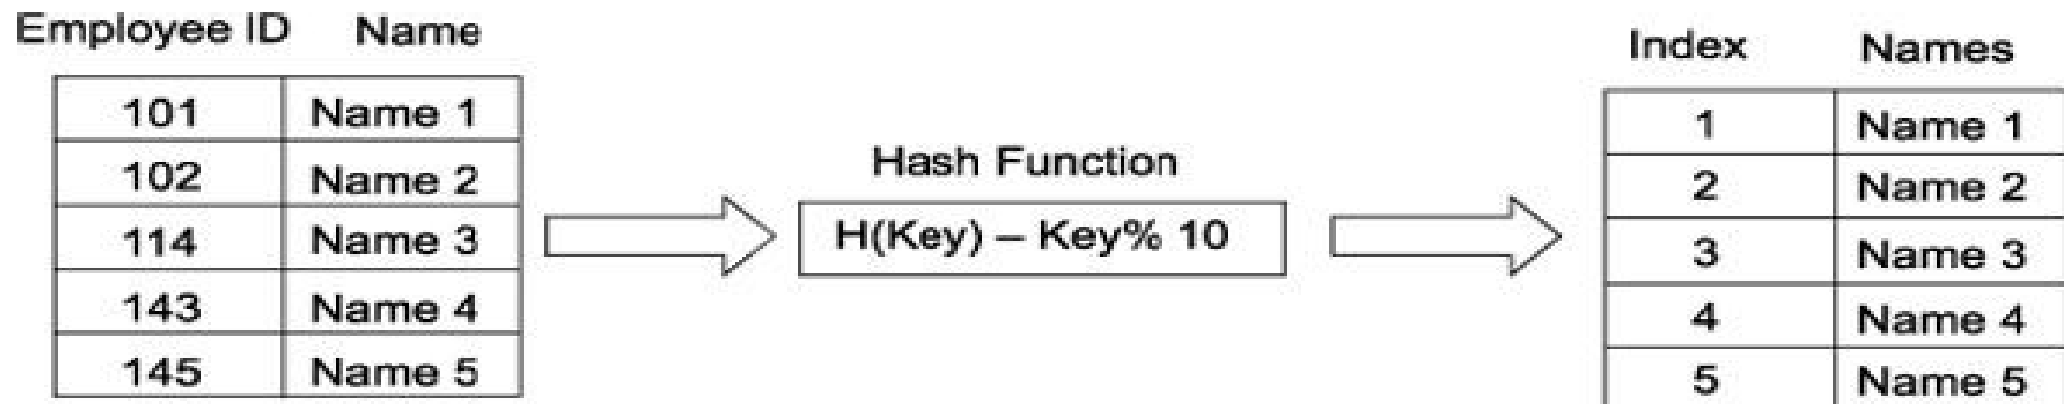 Employee ID Name
101 Name 1
102 Name 2
114 Name 3
143 Name 4
145 Name 5
Hash Function
H(Key) – Key% 10
Index Names
1 Name 1
2 Name 2
3 Name 3
4 Name 4
5 Name 5